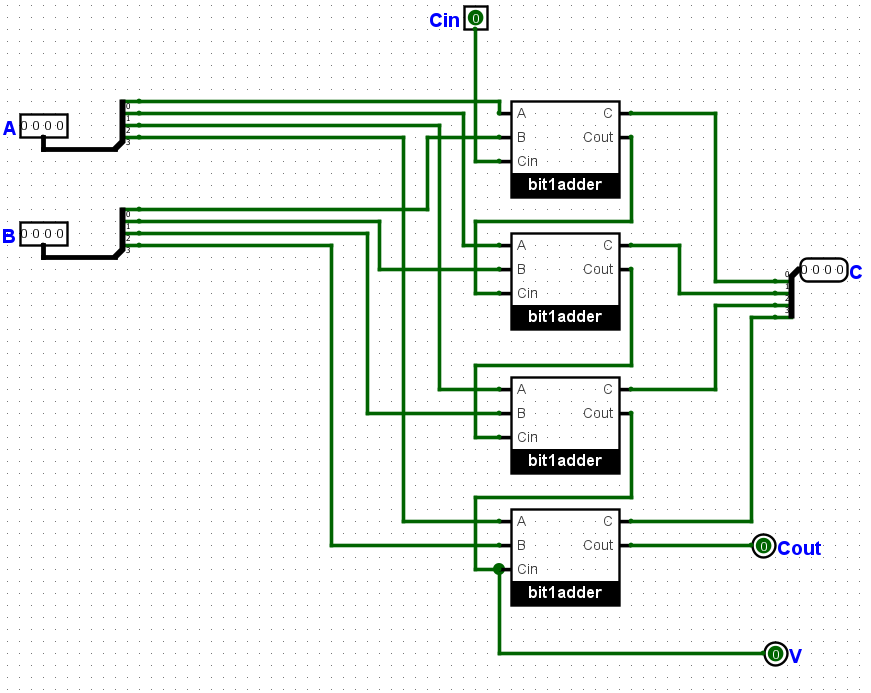 Cin 0
A 0 0 0 0
0
1
2
3
A C
B Cout
Cin
bit1adder
B 0 0 0 0
0
1
2
3
A C
B Cout
Cin
bit1adder
0
1
2
3
0 0 0 0 C
A C
B Cout
Cin
bit1adder
A C
B Cout
Cin
bit1adder
0 Cout
0 V